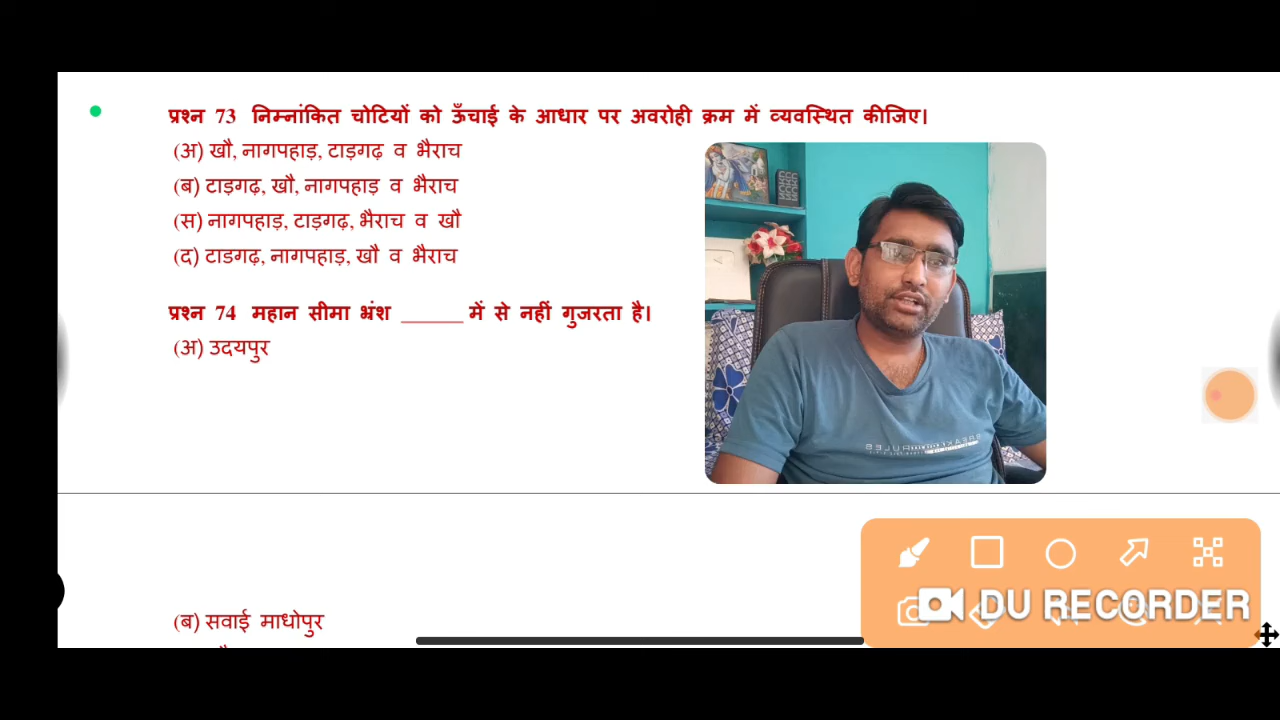 प्रश्न 73 निम्नांकित चोटियों को ऊँचाई के आधार पर अवरोही क्रम में व्यवस्थित कीजिए।
(अ) खौ, नागपहाड़, टाड़गढ़ व भैराच
(ब) टाड़गढ़, खौ, नागपहाड़ व भैराच
(स) नागपहाड़, टाड़गढ़, भैराच व खौ
(द) टाडगढ़, नागपहाड़, खौ व भैराच
प्रश्न 74 महान सीमा भ्रंश ______ में से नहीं गुजरता है।
(अ) उदयपुर
DU RECORDER
(ब) सवाई माधोपुर